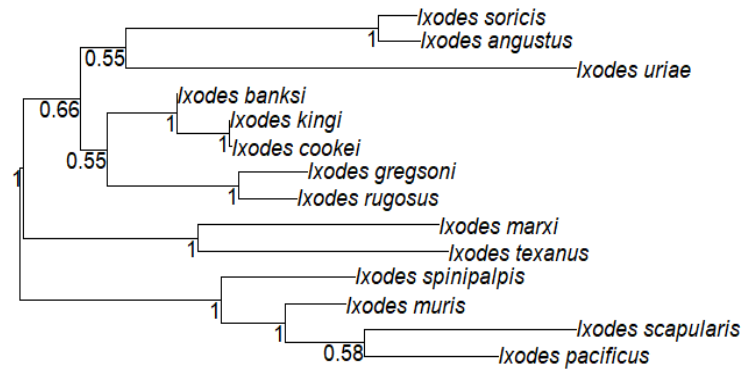 Ixodes soricis
1
Ixodes angustus
0.55
Ixodes uriae
Ixodes banksi
0.66
Ixodes kingi
1
1
Ixodes cookei
0.55
Ixodes gregsoni
1
1
Ixodes rugosus
Ixodes marxi
1
Ixodes texanus
Ixodes spinipalpis
1
Ixodes muris
1
Ixodes scapularis
0.58
Ixodes pacificus